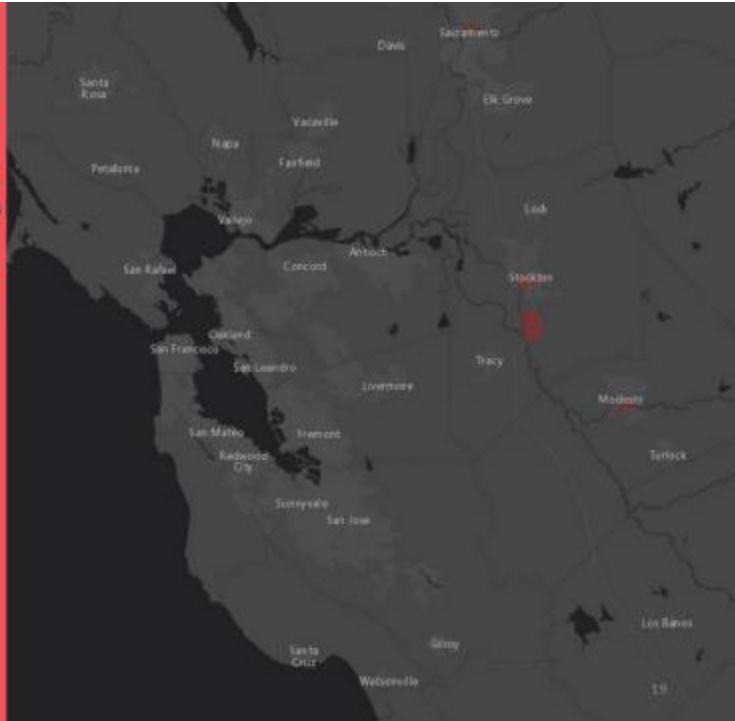 Sacramento
Davis
Santa
Rosa
Elk Grove
Vacaville
Napa
Fairfield
Petaluma
Lodi
Vallejo
Antioch
San Rafael
Concord
Stockton
Oakland
San Francisco
Tracy
San Leandro
Livermore
Modesto
San Mateo
Fremont
Redwood
City
Turlock
Sunnyvale
San Jose
Los Banos
Gilroy
Santa
Cruz
Watsonville